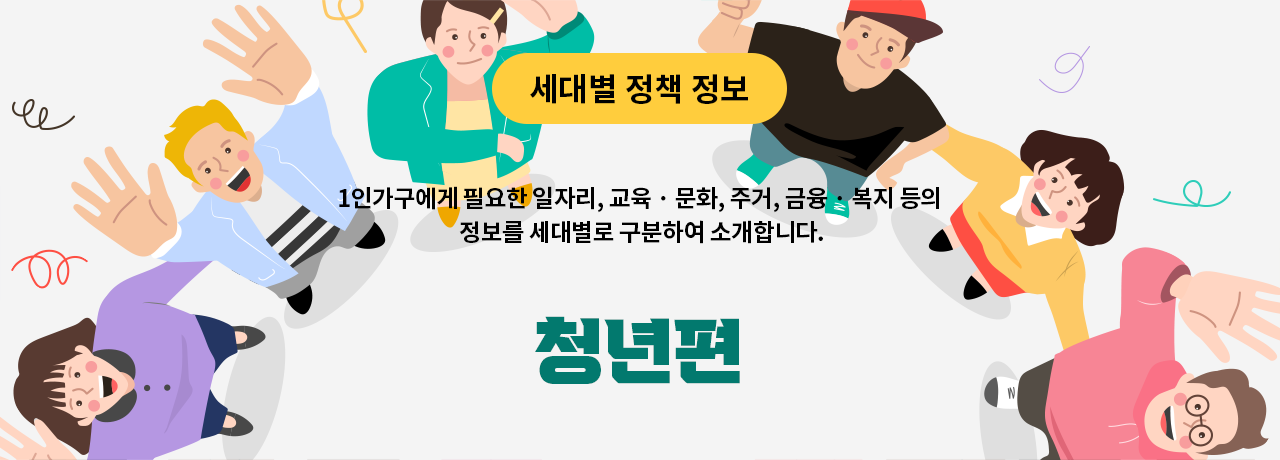 세대별 정책 정보
1인가구에게 필요한 일자리, 교육 · 문화, 주거, 금융 · 복지 등의
정보를 세대별로 구분하여 소개합니다.
청년편